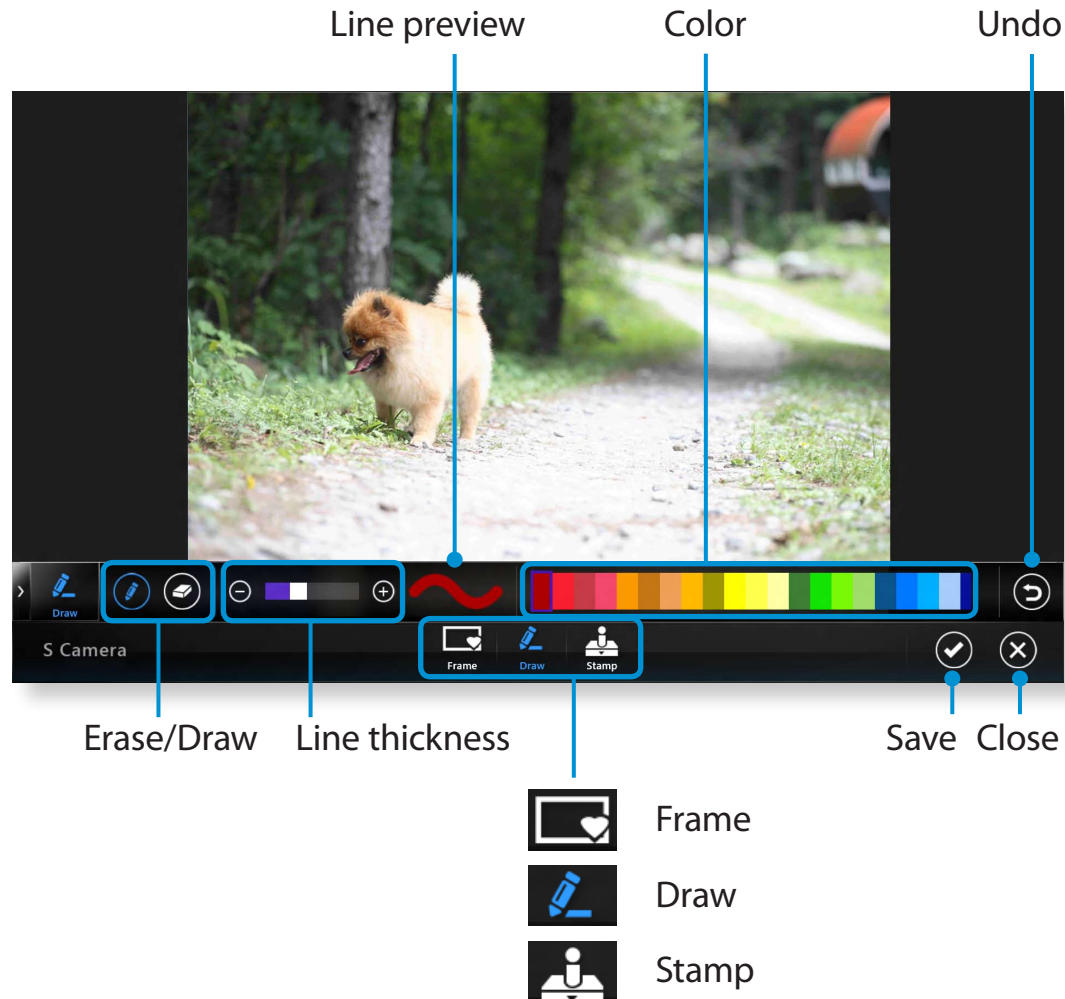 Line preview
Color
Undo
Draw
S Camera
Frame
Draw
Stamp
Erase/Draw
Line thickness
Save
Close
Frame
Draw
Stamp